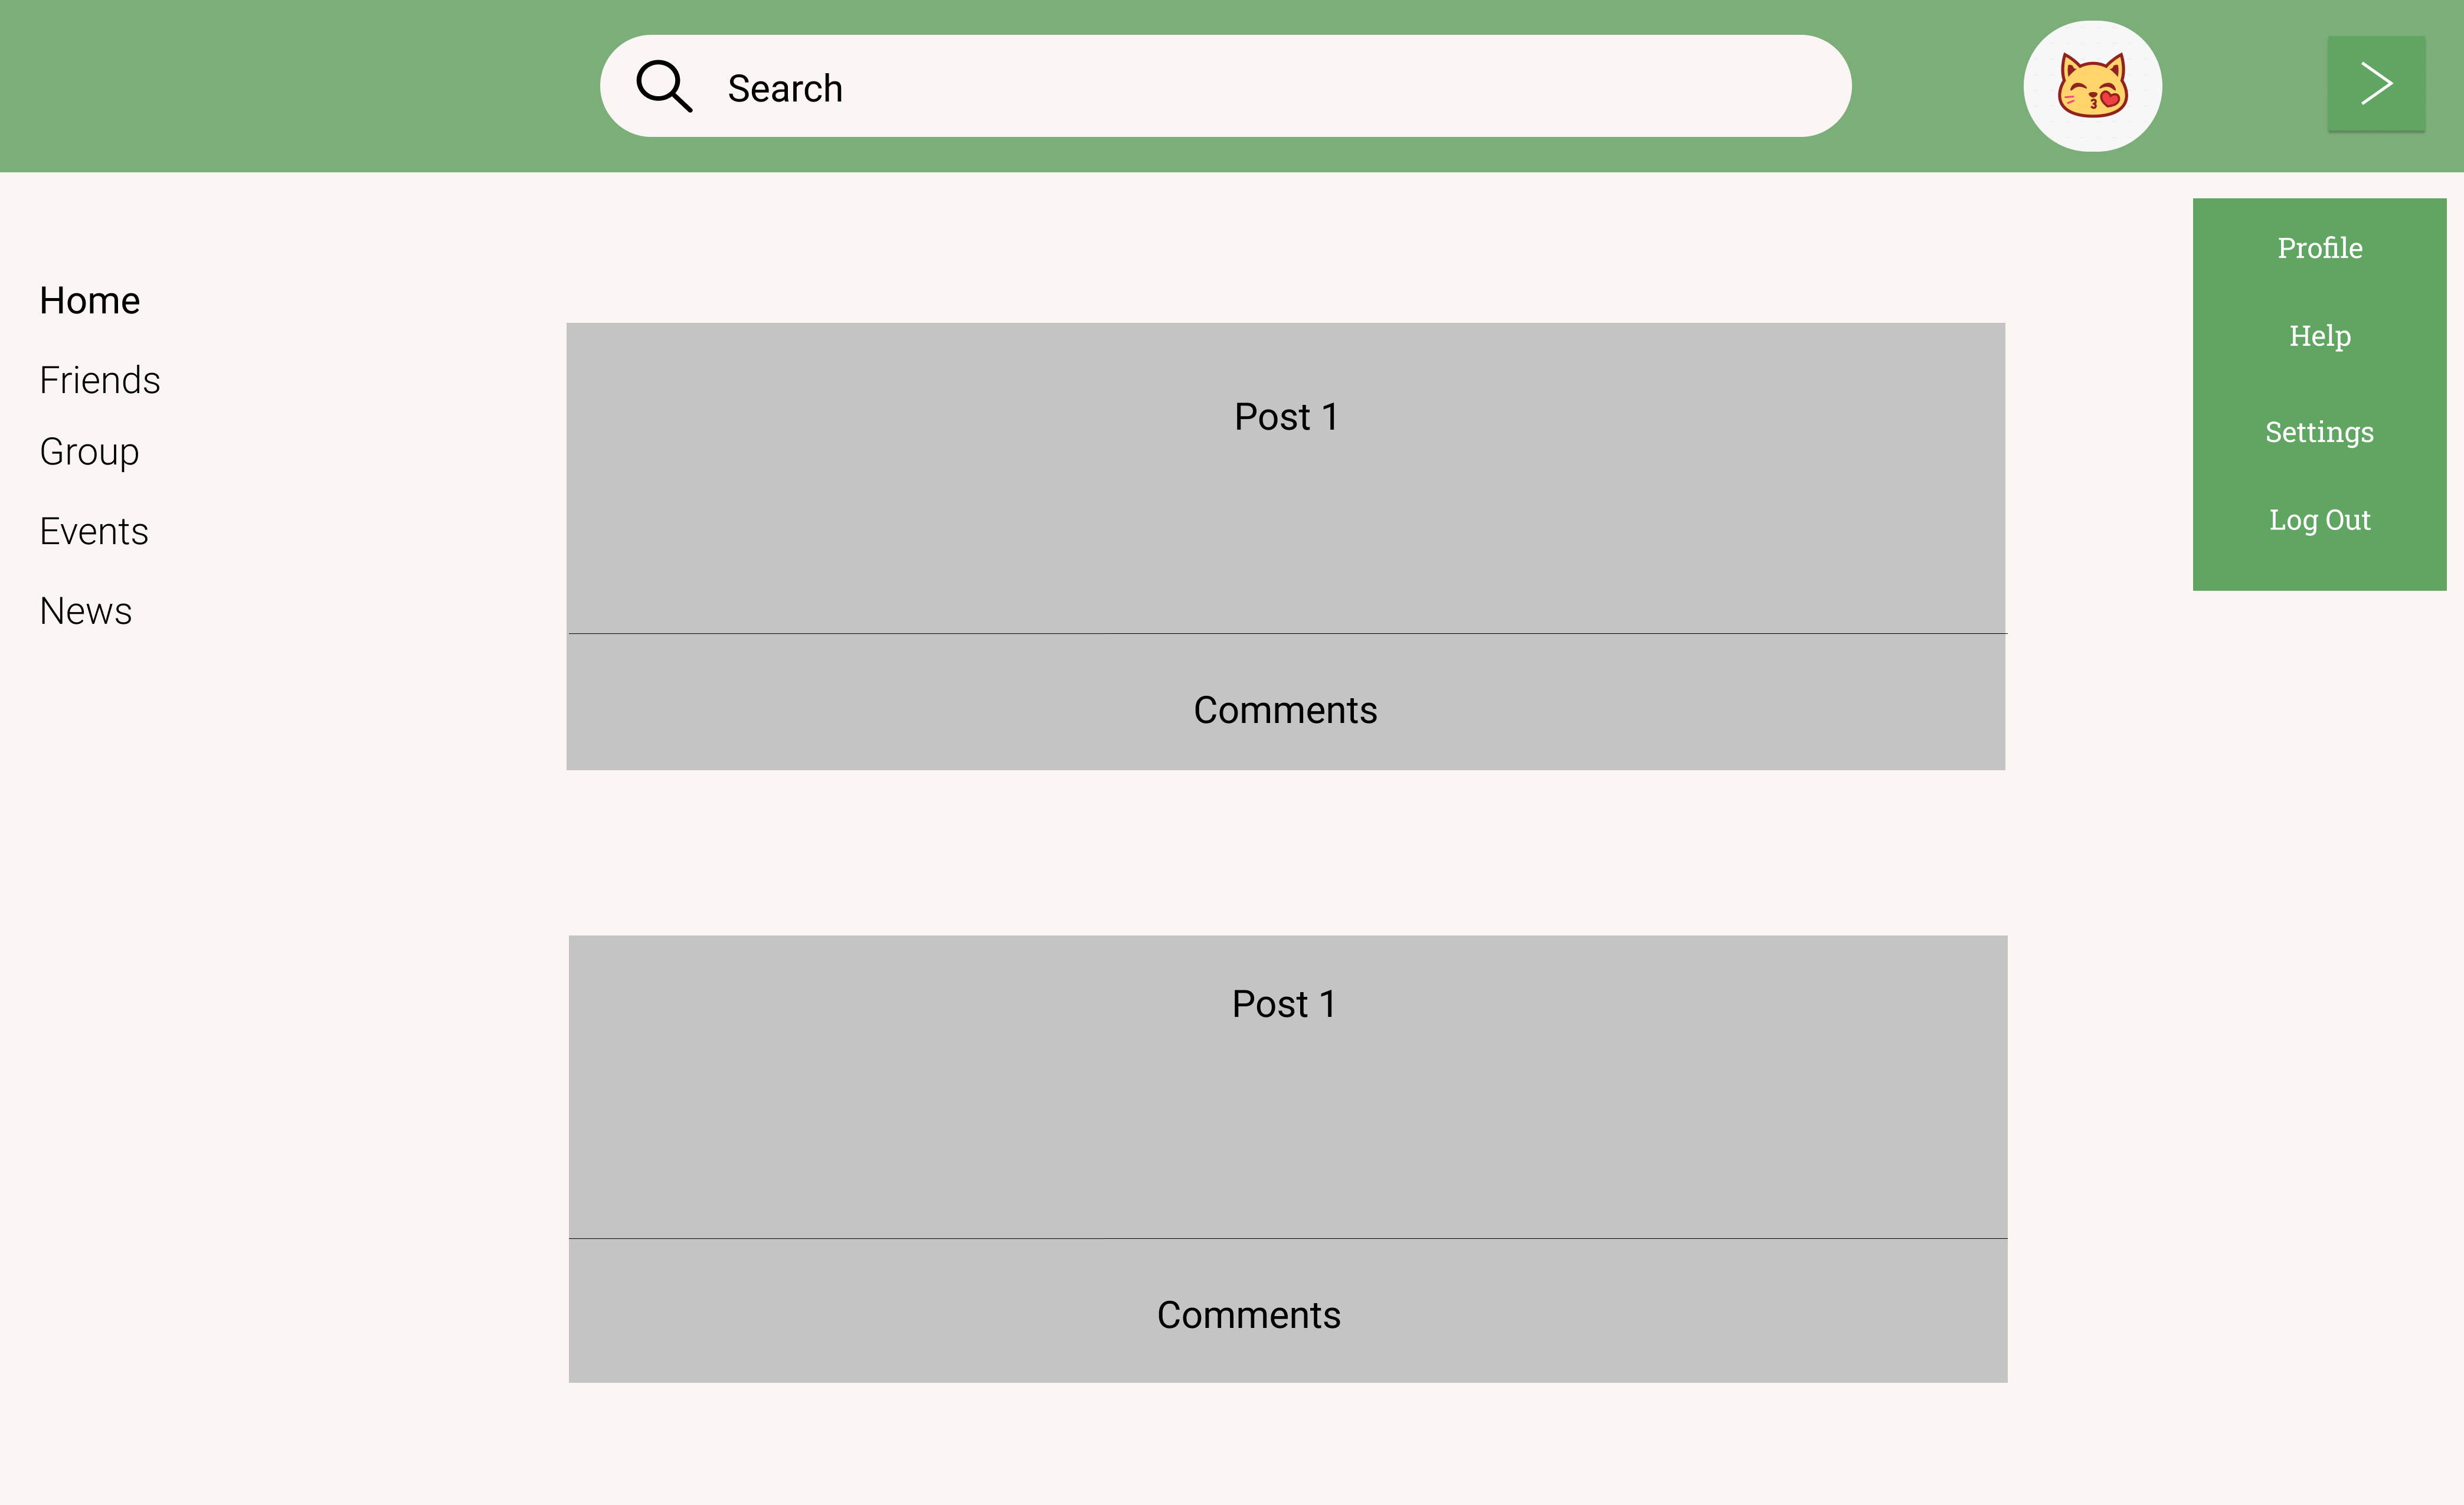 Search
Home
Friends
Group
Events
News
Post 1
Comments
Post 1
Comments
Profile
Help
Settings
Log Out